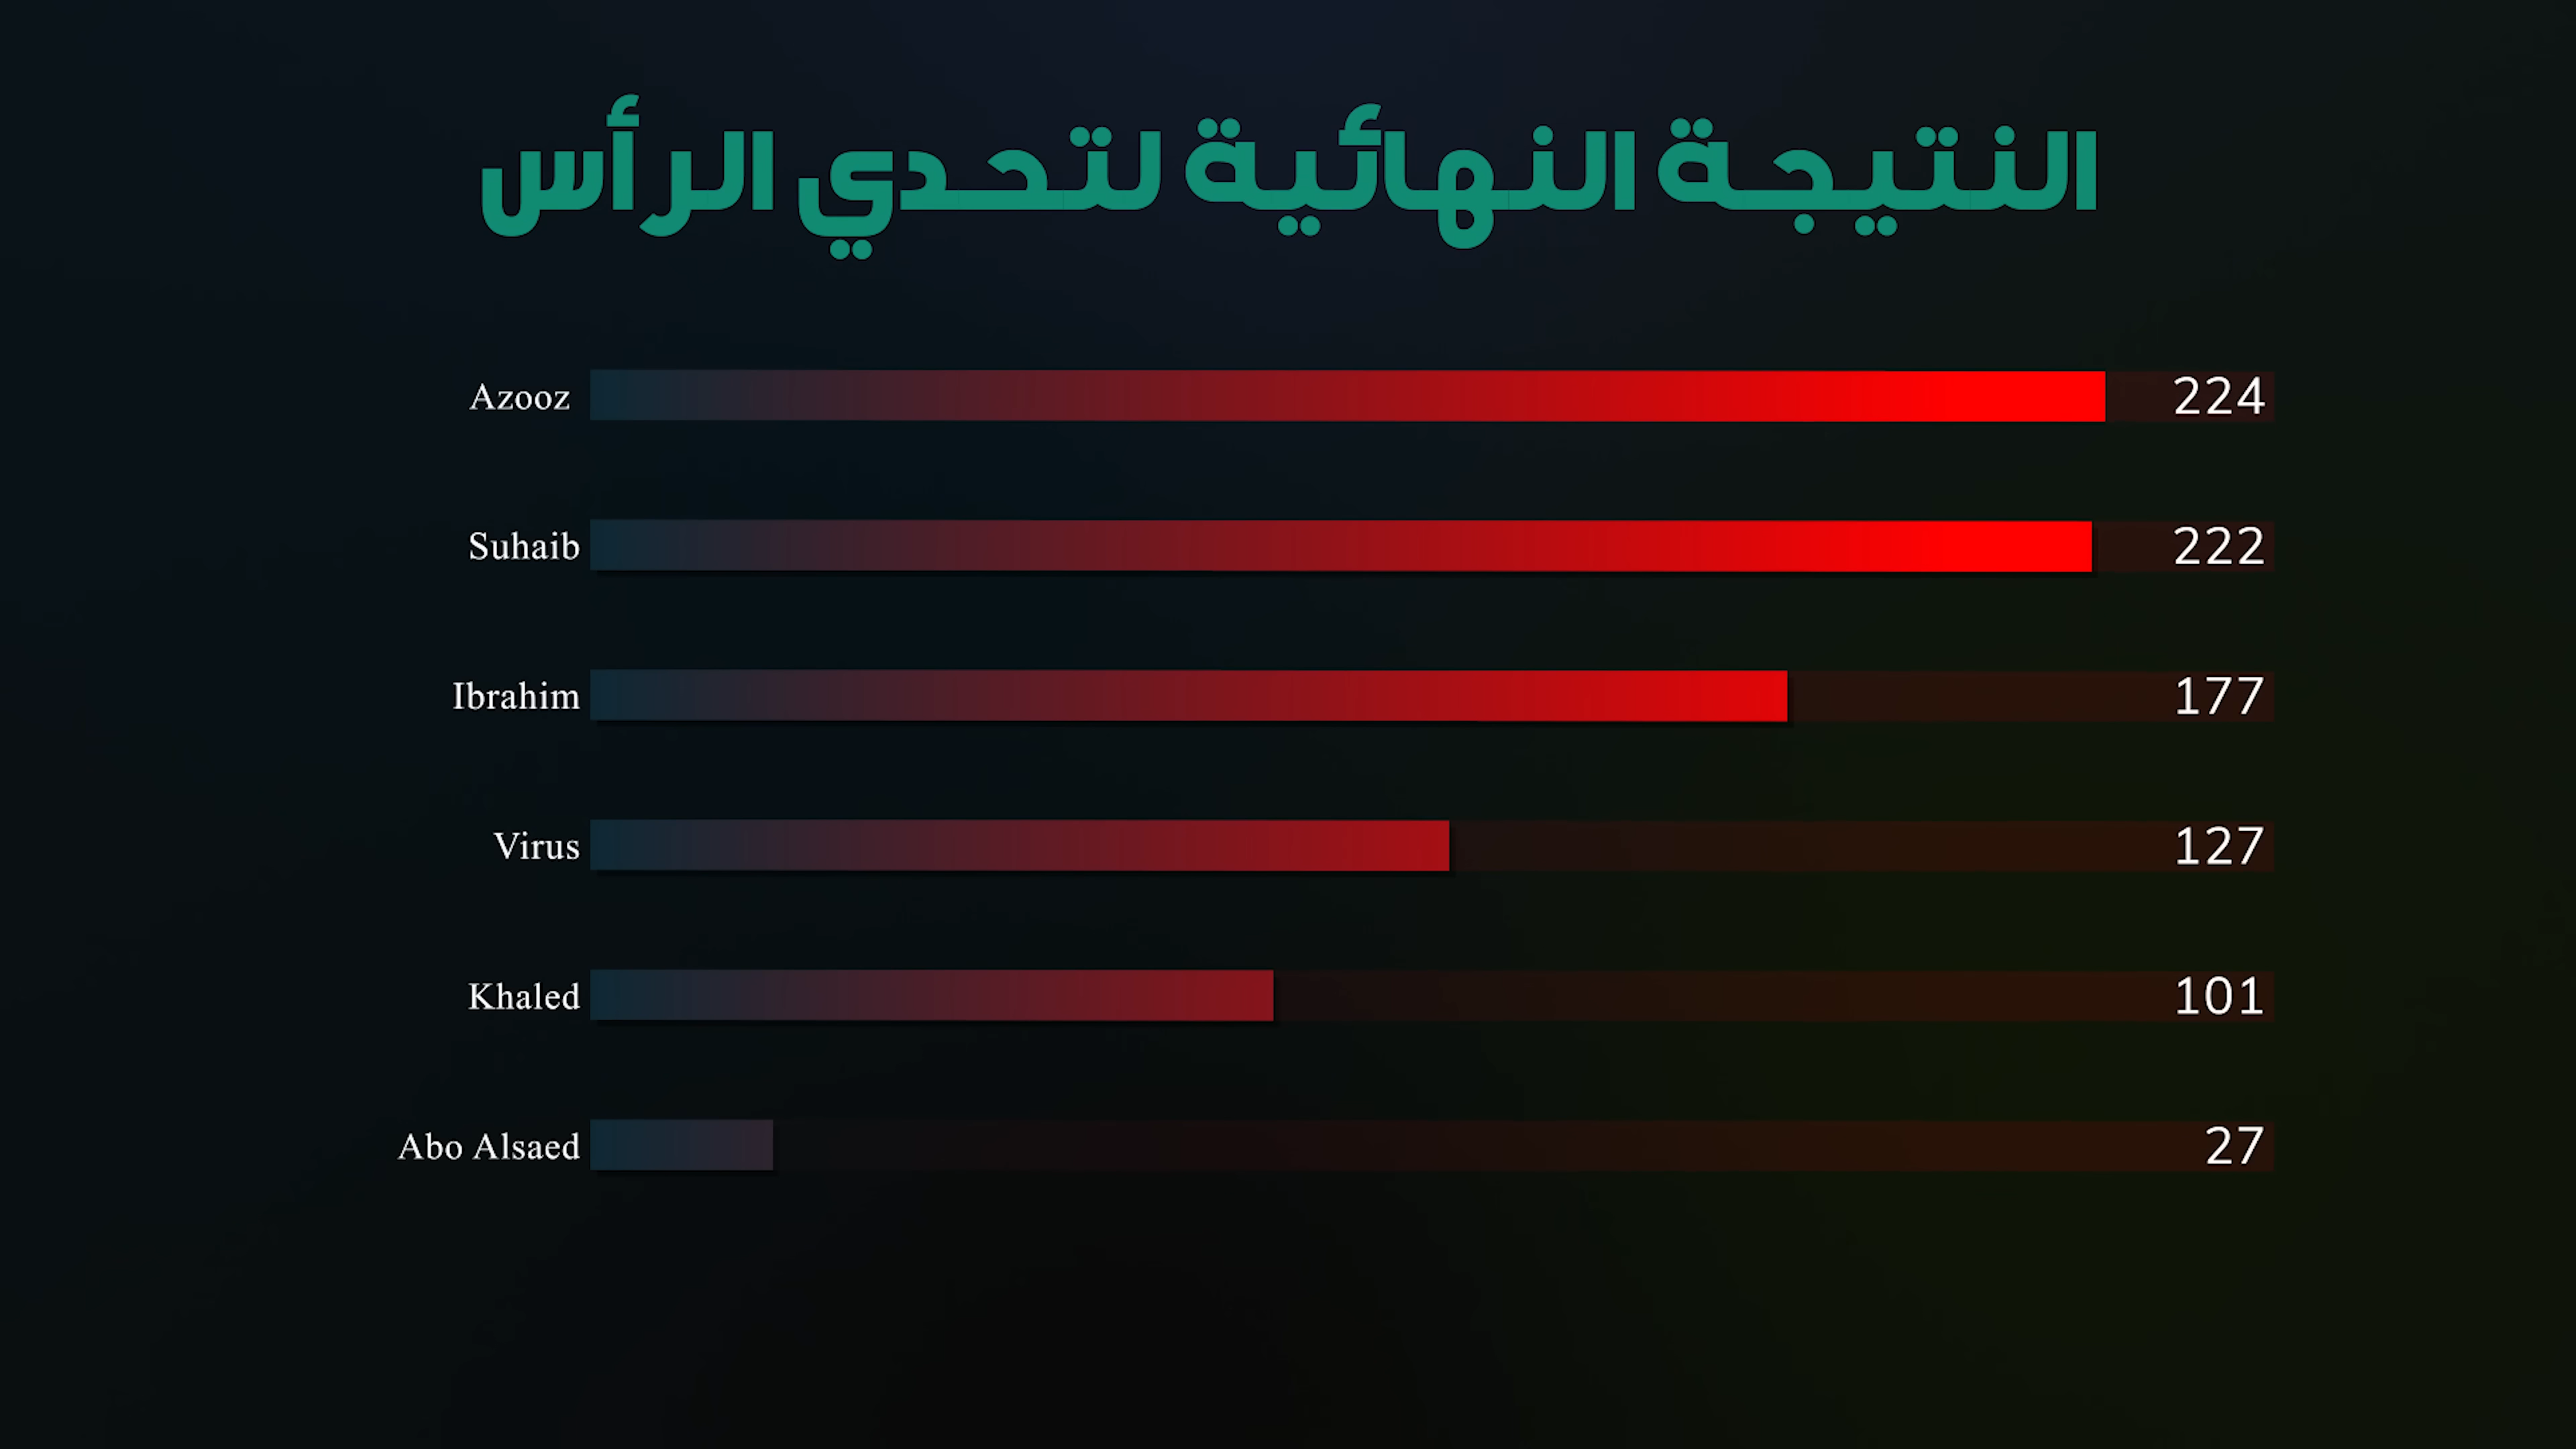 النتيجة النهائية لتحدي الرأس
Azooz 224
Suhaib 222
Ibrahim 177
Virus 127
Khaled 101
Abo Alsaed 27